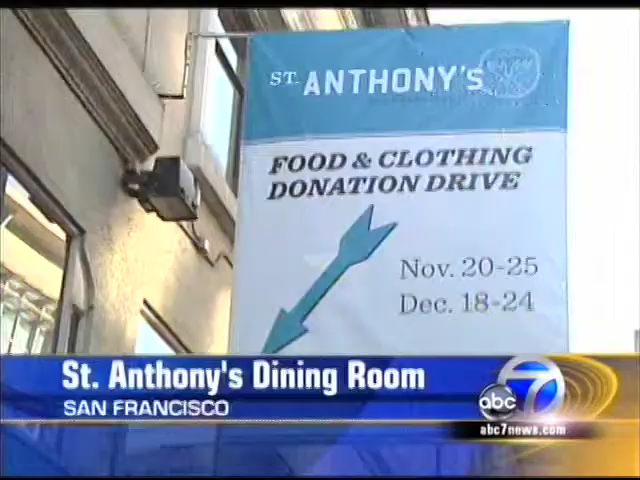 ST. ANTHONY'S
FOOD & CLOTHING
DONATION DRIVE
Nov. 20-25
Dec. 18-24
St. Anthony's Dining Room
SAN FRANCISCO
abc 7
abc7news.com